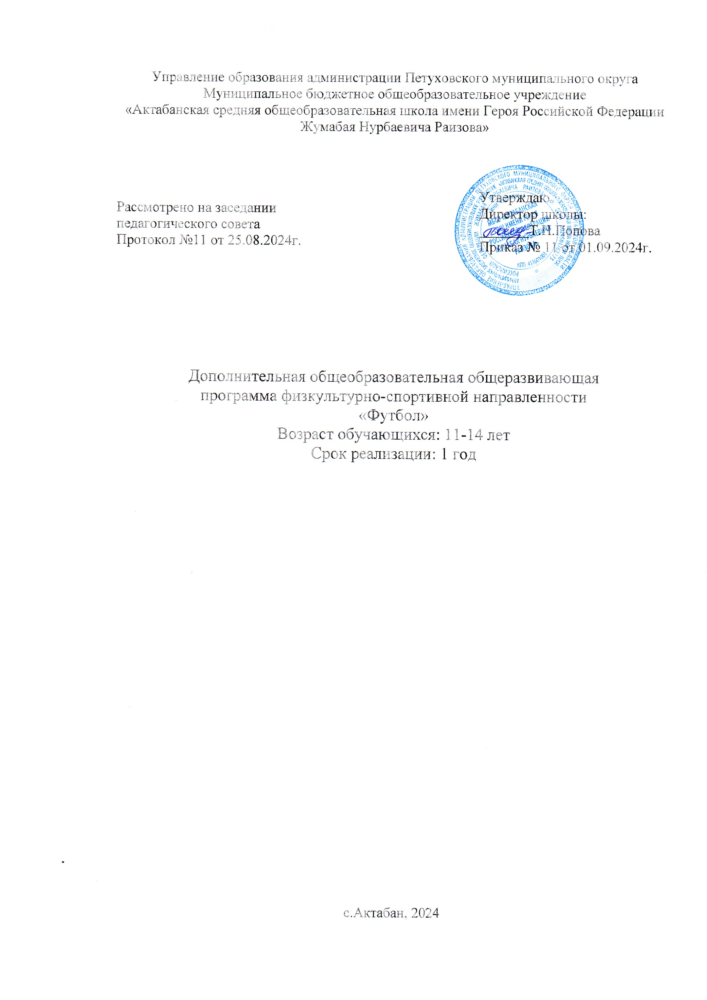 Управление образования администрации Петуховского муниципального округа
Муниципальное бюджетное общеобразовательное учреждение
«Актабанская средняя общеобразовательная школа имени Героя Российской Федерации
Жумабая Нурбаевича Раизова»
Рассмотрено на заседании
педагогического совета
Протокол №11 от 25.08.2024г.
Утверждаю
Директор школы:
Т.Н.Попова
Приказ № 11 от 01.09.2024г.
КПП 451601001
Дополнительная общеобразовательная общеразвивающая
программа физкультурно-спортивной направленности
«Футбол»
Возраст обучающихся: 11-14 лет
Срок реализации: 1 год
с.Актабан, 2024